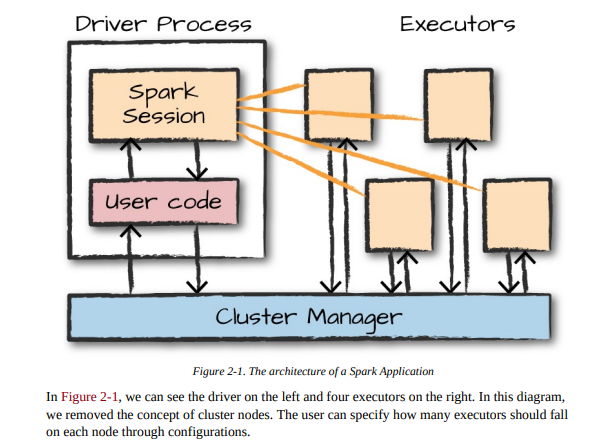 Driver Process
Executors
Spark
Session
User code
Cluster Manager
Figure 2-1. The architecture of a Spark Application
In Figure 2-1, we can see the driver on the left and four executors on the right. In this diagram,
we removed the concept of cluster nodes. The user can specify how many executors should fall
on each node through configurations.